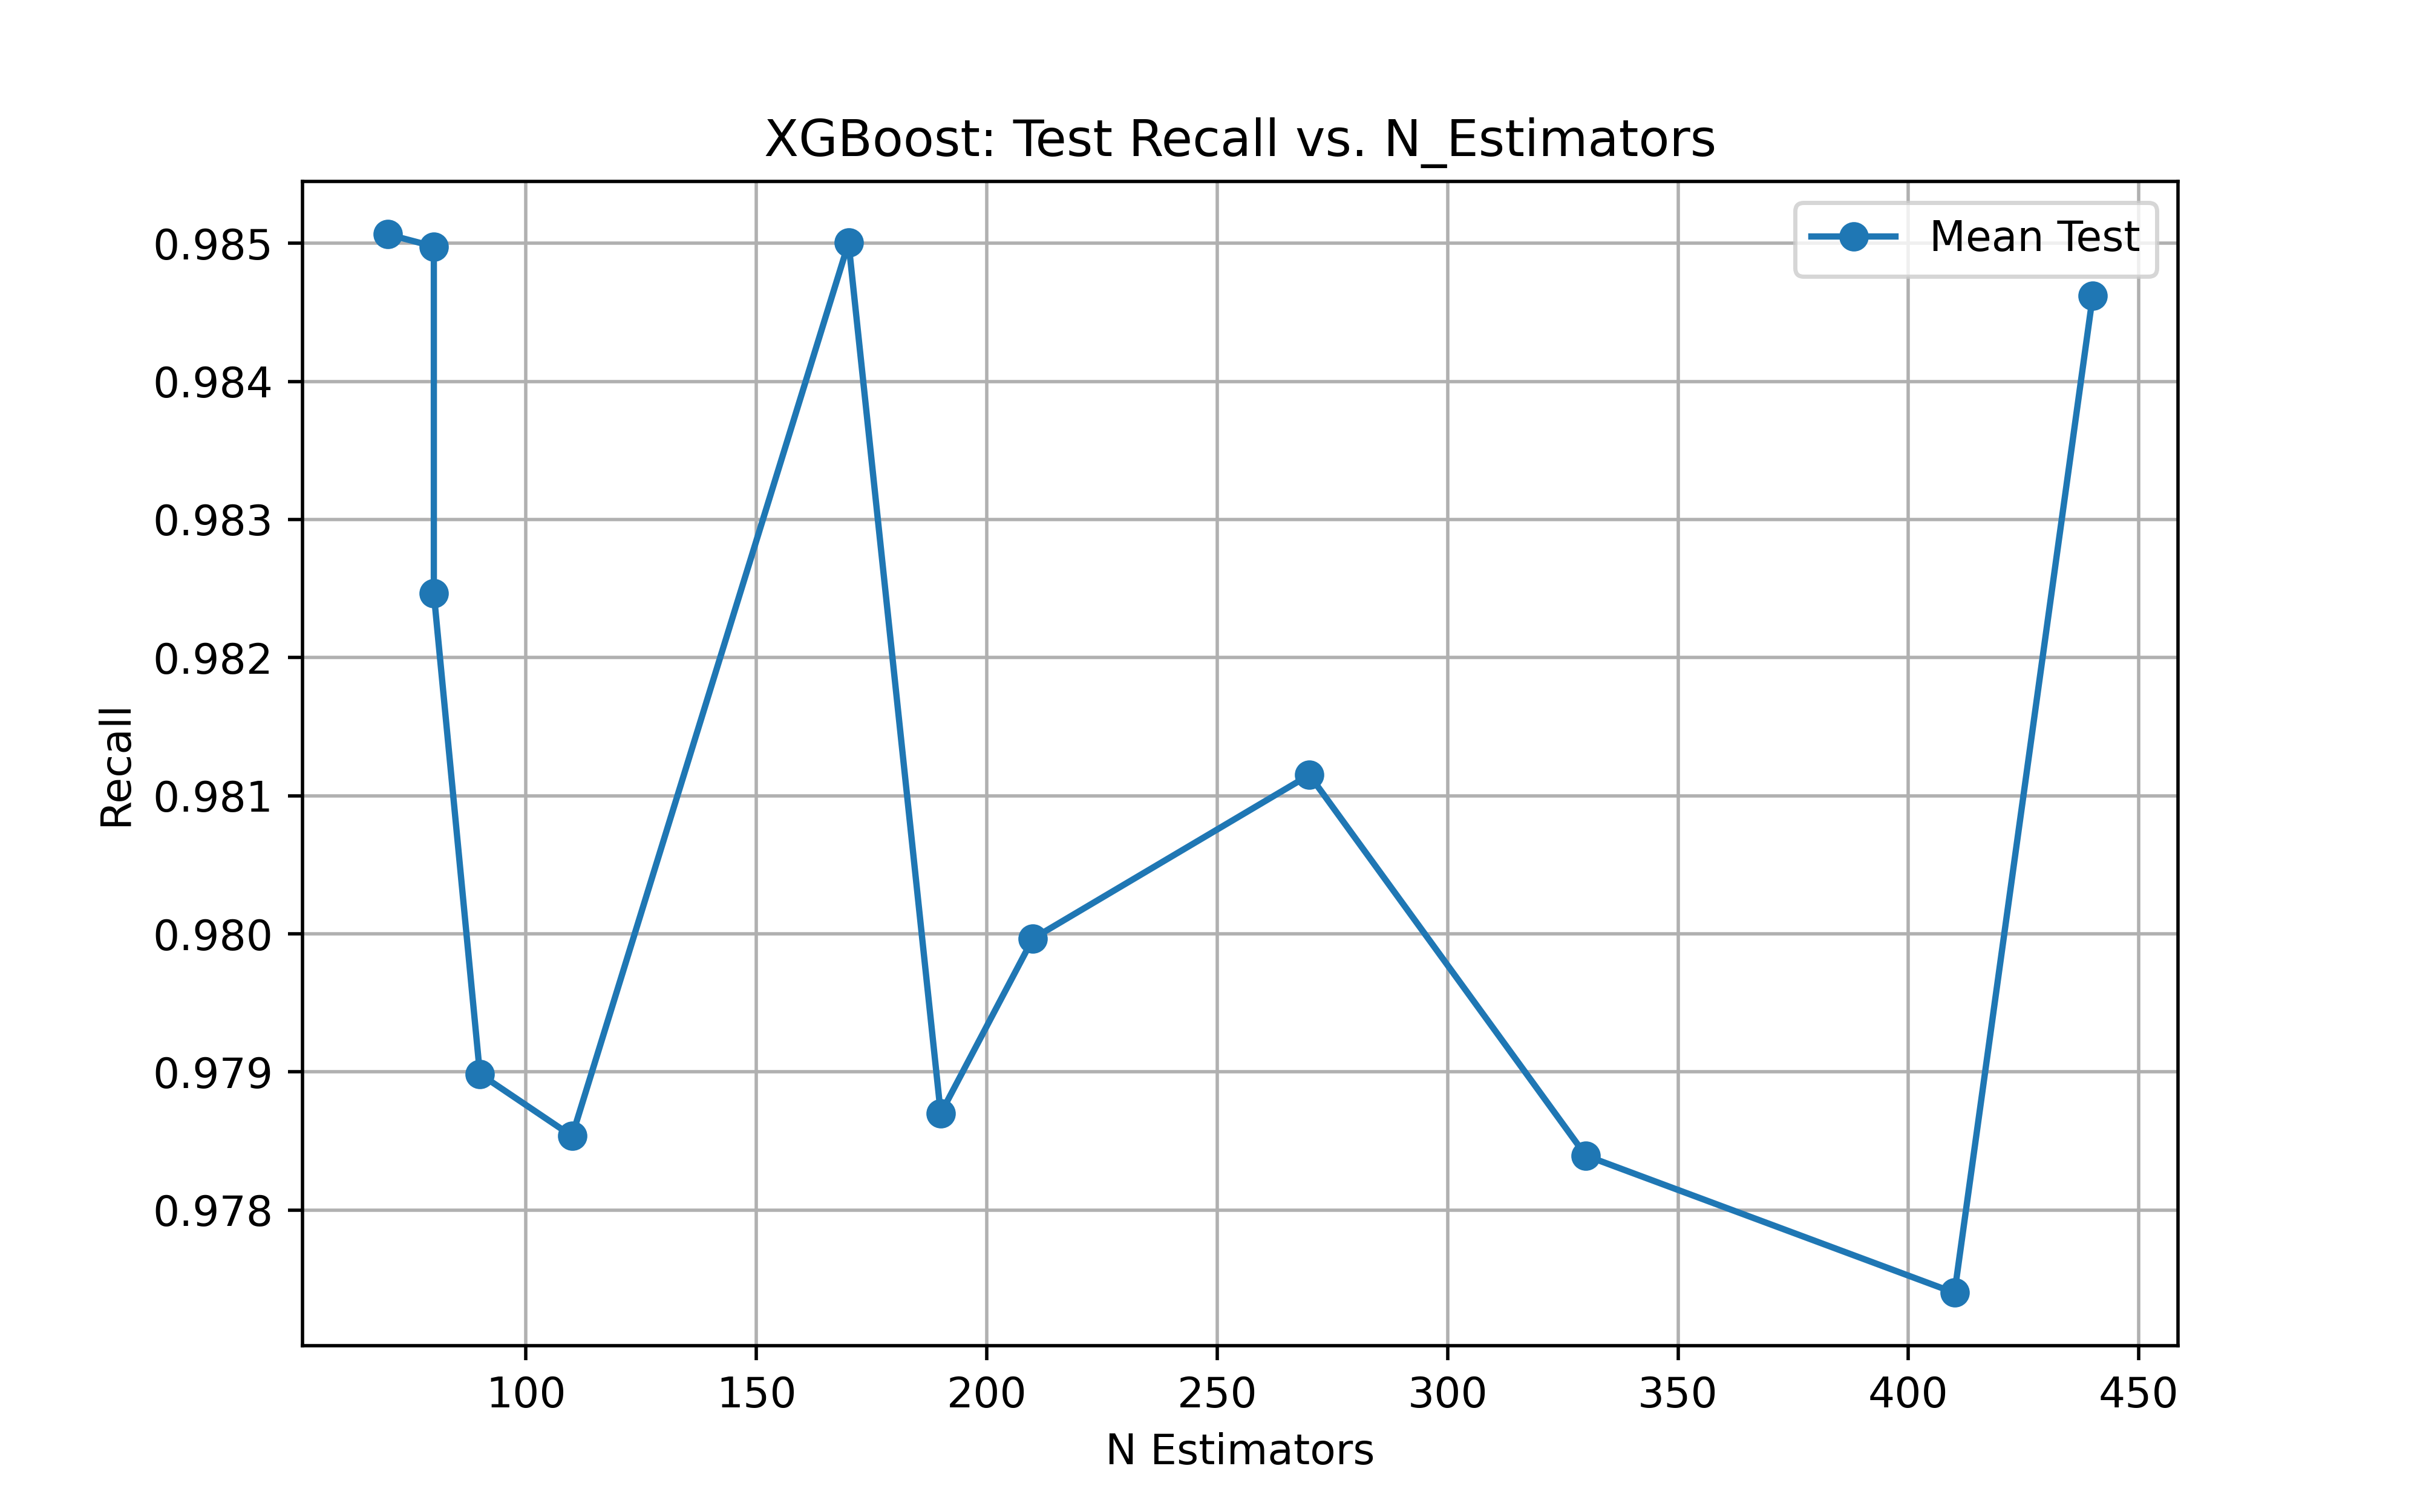 XGBoost: Test Recall vs. N_Estimators
Mean Test
0.985
0.984
0.983
0.982
0.981
0.980
0.979
0.978
Recall
100 150 200 250 300 350 400 450
N Estimators